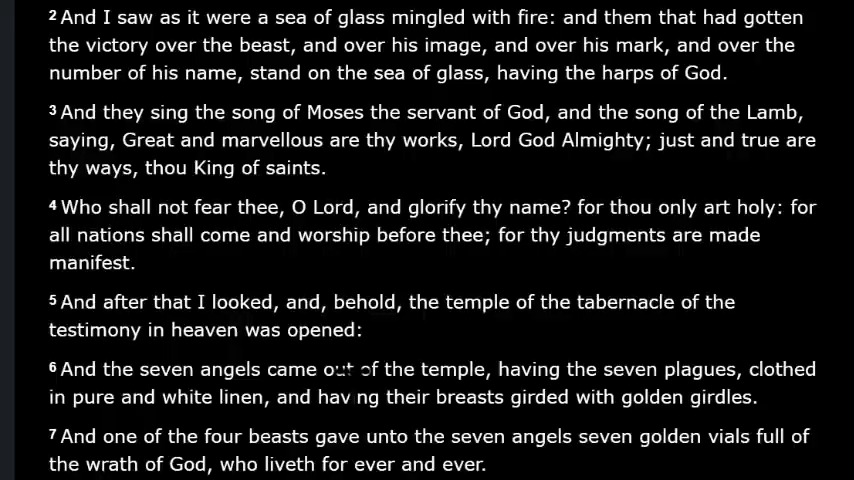 2 And I saw as it were a sea of glass mingled with fire: and them that had gotten
the victory over the beast, and over his image, and over his mark, and over the
number of his name, stand on the sea of glass, having the harps of God.
3 And they sing the song of Moses the servant of God, and the song of the Lamb,
saying, Great and marvellous are thy works, Lord God Almighty; just and true are
thy ways, thou King of saints.
4 Who shall not fear thee, O Lord, and glorify thy name? for thou only art holy: for
all nations shall come and worship before thee; for thy judgments are made
manifest.
5 And after that I looked, and, behold, the temple of the tabernacle of the
testimony in heaven was opened:
6 And the seven angels came out of the temple, having the seven plagues, clothed
in pure and white linen, and having their breasts girded with golden girdles.
7 And one of the four beasts gave unto the seven angels seven golden vials full of
the wrath of God, who liveth for ever and ever.